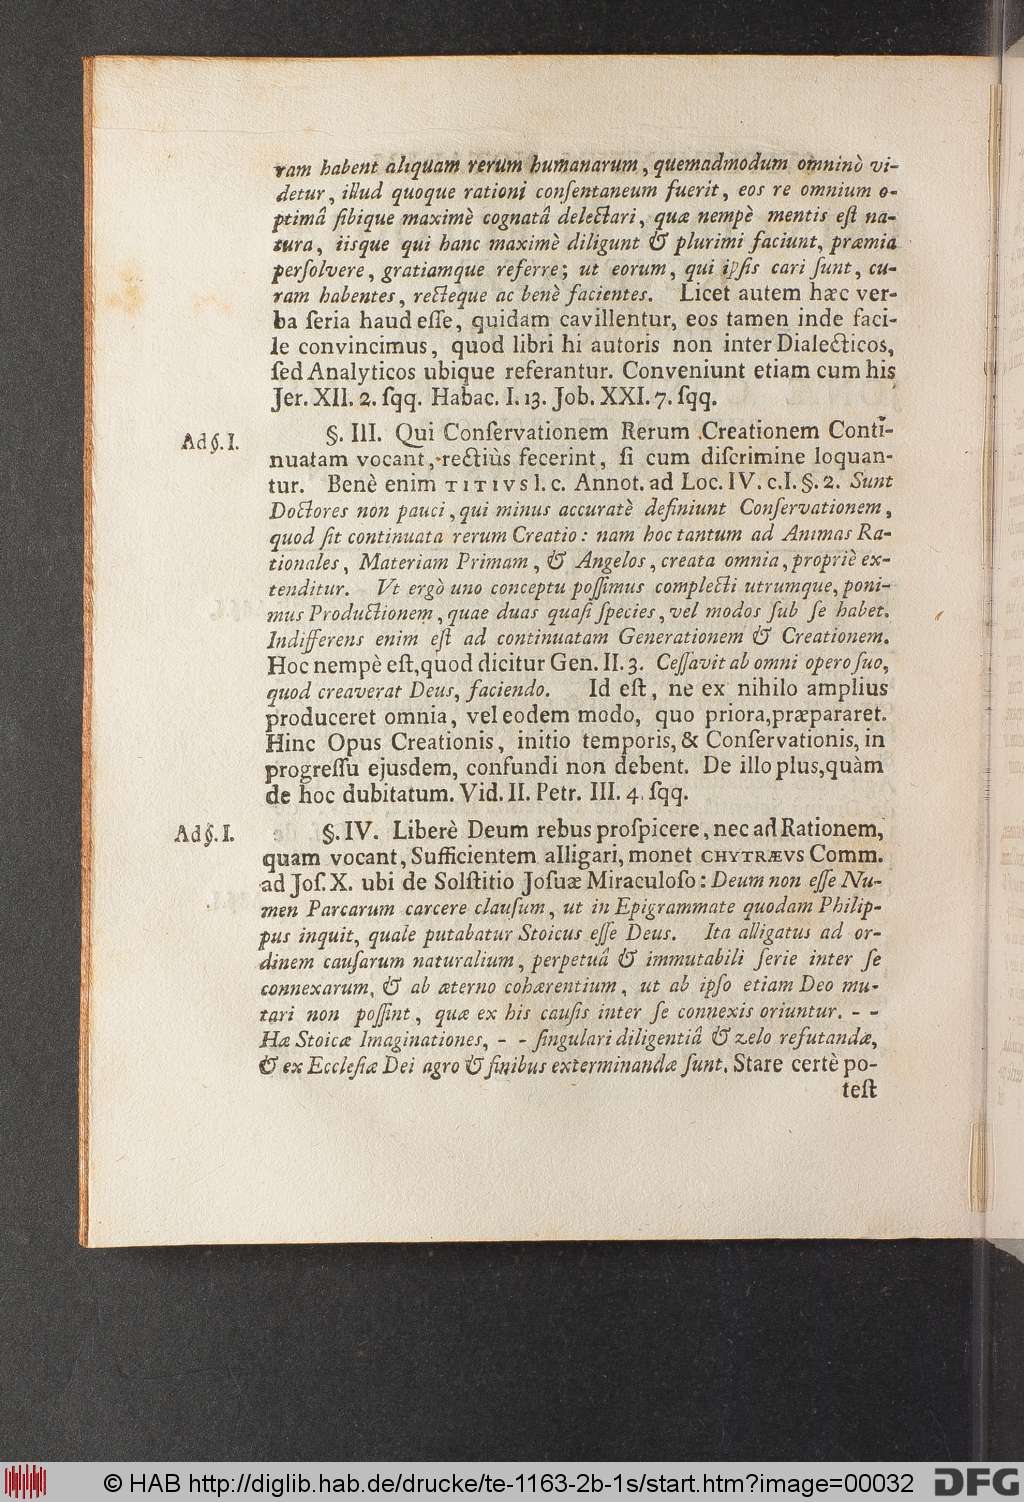 ram habent aliquam rerum humanarum, quemadmodum omninò vi-
detur, illud quoque rationi conſentaneum fuerit, eos re omnium o-
ptimâ ſibique maximè cognatâ delectari, quæ nempè mentis eſt na-
tura, iisque qui hanc maximè diligunt & plurimi faciunt, præmia
perſolvere, gratiamque referre; ut eorum, qui ipſis cari ſunt, cu-
ram habentes, recteque ac benè facientes. Licet autem hæc ver-
ba ſeria haud eſſe, quidam cavillentur, eos tamen inde faci-
le convincimus, quod libri hi autoris non inter Dialecticos,
ſed Analyticos ubique referantur. Conveniunt etiam cum his
Jer. XII. 2. ſqq. Habac. I. 13. Job. XXI. 7. ſqq.
Ad §. I.
§. III. Qui Conſervationem Rerum Creationem Conti-
nuatam vocant, rectiùs fecerint, ſi cum diſcrimine loquan-
tur. Benè enim TITIVS l. c. Annot. ad Loc. IV. c. I. §. 2. Sunt
Doctores non pauci, qui minus accuratè definiunt Conſervationem,
quod ſit continuata rerum Creatio: nam hoc tantum ad Animas Ra-
tionales, Materiam Primam, & Angelos, creata omnia, propriè ex-
tenditur. Vt ergò uno conceptu poſſimus complecti utrumque, poni-
mus Productionem, quae duas quaſi ſpecies, vel modos ſub ſe habet.
Indifferens enim eſt ad continuatam Generationem & Creationem.
Hoc nempè eſt, quod dicitur Gen. II. 3. Ceſſavit ab omni opero ſuo,
quod creaverat Deus, faciendo. Id eſt, ne ex nihilo amplius
produceret omnia, vel eodem modo, quo priora, præpararet.
Hinc Opus Creationis, initio temporis, & Conſervationis, in
progreſſu ejusdem, confundi non debent. De illo plus, quàm
de hoc dubitatum. Vid. II. Petr. III. 4. ſqq.
Ad §. I.
§. IV. Liberè Deum rebus proſpicere, nec ad Rationem,
quam vocant, Sufficientem alligari, monet CHYTRÆVS Comm.
ad Joſ. X. ubi de Solſtitio Joſuæ Miraculoſo: Deum non eſſe Nu-
men Parcarum carcere clauſum, ut in Epigrammate quodam Philip-
pus inquit, quale putabatur Stoicus eſſe Deus. Ita alligatus ad or-
dinem cauſarum naturalium, perpetuâ & immutabili ſerie inter ſe
connexarum, & ab æterno cohærentium, ut ab ipſo etiam Deo mu-
tari non poſſint, quæ ex his cauſis inter ſe connexis oriuntur. - -
Hæ Stoicæ Imaginationes, - - ſingulari diligentiâ & zelo refutandæ,
& ex Eccleſiæ Dei agro & finibus exterminandæ ſunt. Stare certè po-
teſt
© HAB http://diglib.hab.de/drucke/te-1163-2b-1s/start.htm?image=00032
DFG